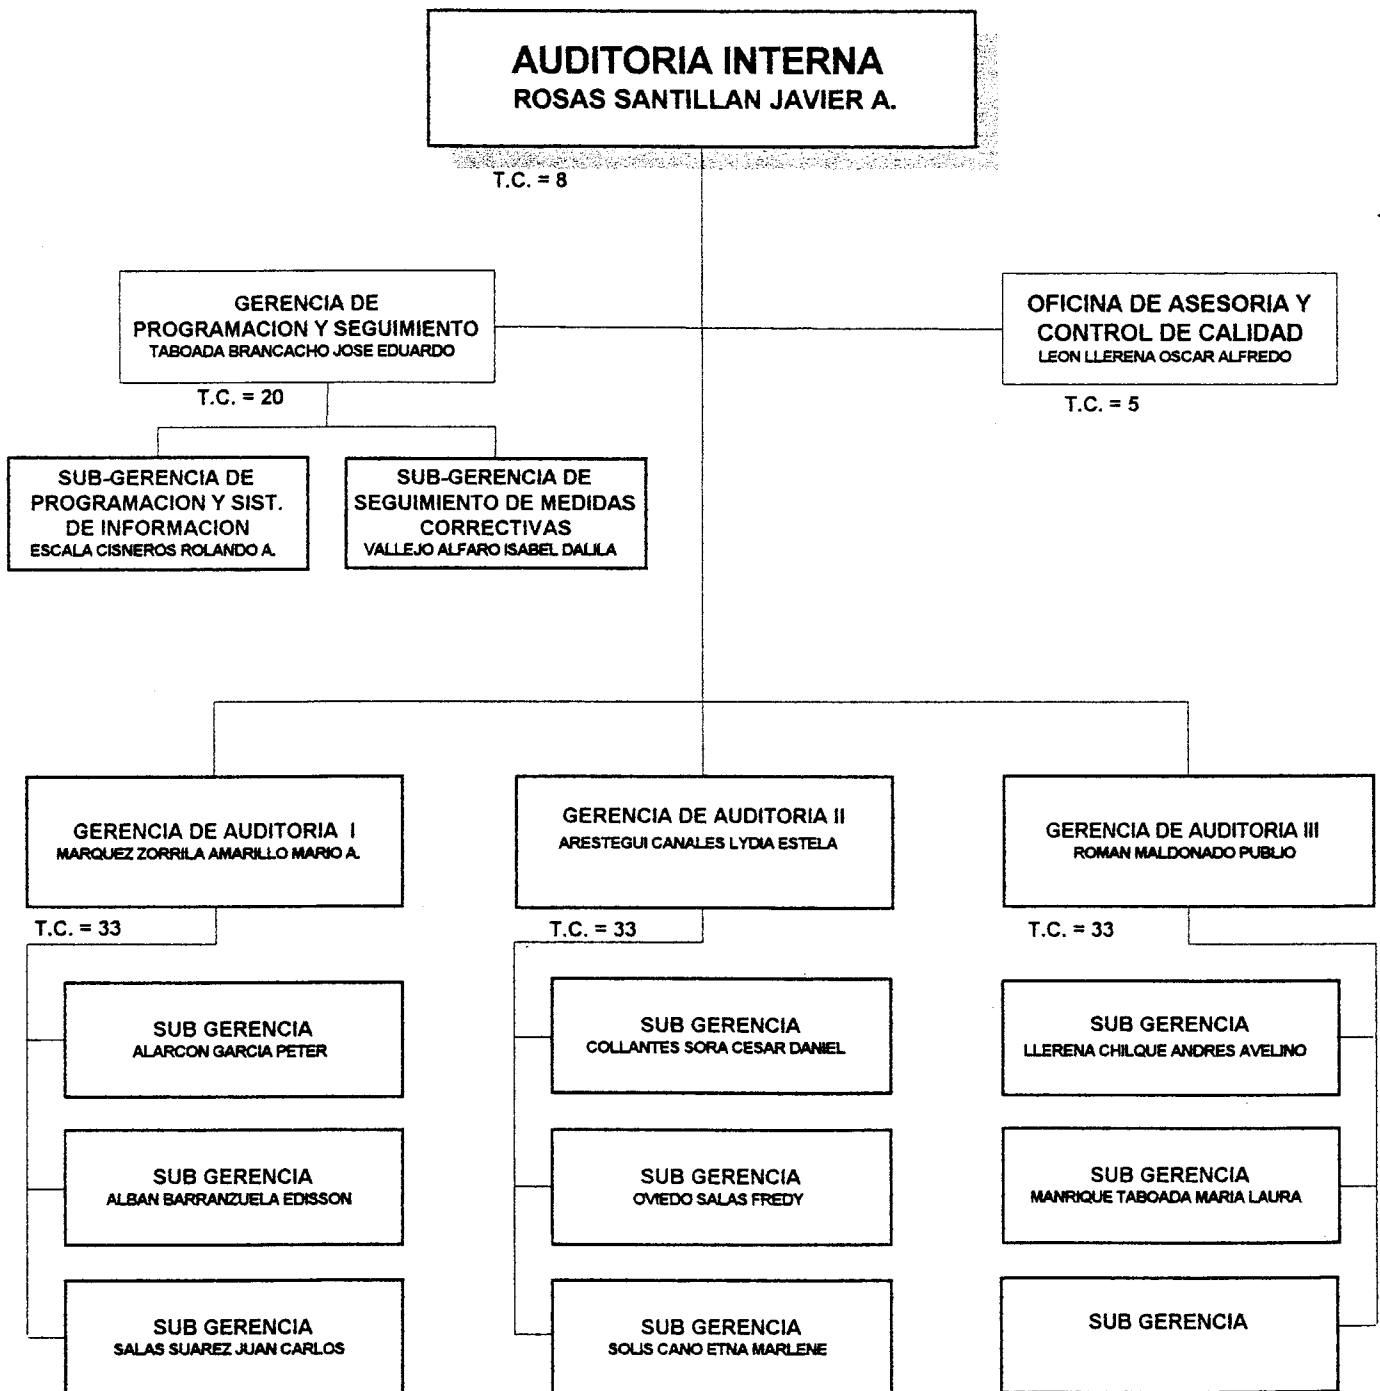 AUDITORIA INTERNA
ROSAS SANTILLAN JAVIER A.
T.C. = 8
GERENCIA DE
PROGRAMACION Y SEGUIMIENTO
TABOADA BRANCACHO JOSE EDUARDO
T.C. = 20
OFICINA DE ASESORIA Y
CONTROL DE CALIDAD
LEON LLERENA OSCAR ALFREDO
T.C. = 5
SUB-GERENCIA DE
PROGRAMACION Y SIST.
DE INFORMACION
ESCALA CISNEROS ROLANDO A.
SUB-GERENCIA DE
SEGUIMIENTO DE MEDIDAS
CORRECTIVAS
VALLEJO ALFARO ISABEL DALILA
GERENCIA DE AUDITORIA I
MARQUEZ ZORRILA AMARILLO MARIO A.
T.C. = 33
GERENCIA DE AUDITORIA II
ARESTEGUI CANALES LYDIA ESTELA
T.C. = 33
GERENCIA DE AUDITORIA III
ROMAN MALDONADO PUBLIO
T.C. = 33
SUB GERENCIA
ALARCON GARCIA PETER
SUB GERENCIA
COLLANTES SORA CESAR DANIEL
SUB GERENCIA
LLERENA CHILQUE ANDRES AVELINO
SUB GERENCIA
ALBAN BARRANZUELA EDISSON
SUB GERENCIA
OVIEDO SALAS FREDY
SUB GERENCIA
MANRIQUE TABOADA MARIA LAURA
SUB GERENCIA
SALAS SUAREZ JUAN CARLOS
SUB GERENCIA
SOLIS CANO ETNA MARLENE
SUB GERENCIA